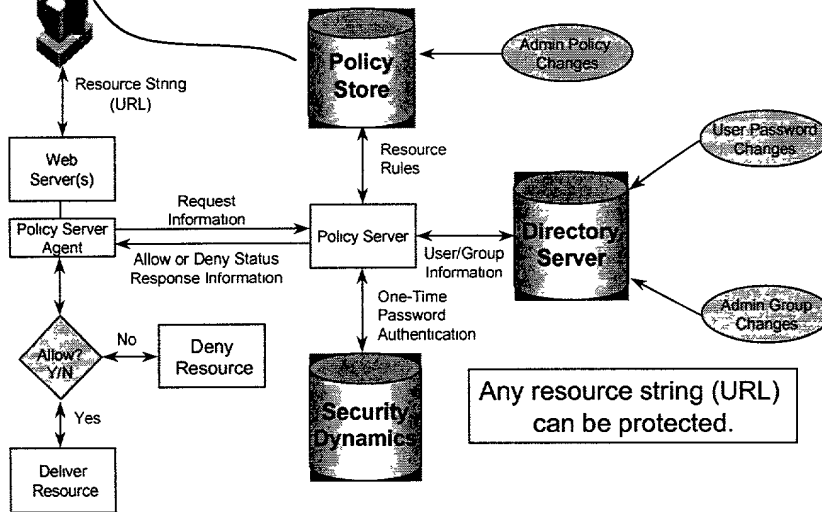 Policy
Store
Admin Policy
Changes
Resource String
(URL)
User Password
Changes
Web
Server(s)
Resource
Rules
Request
Information
Policy Server
Agent
Policy Server
Directory
Server
Allow or Deny Status
Response Information
User/Group
Information
One-Time
Password
Authentication
Admin Group
Changes
Allow?
Y/N
No
Deny
Resource
Yes
Security
Dynamics
Any resource string (URL)
can be protected.
Deliver
Resource